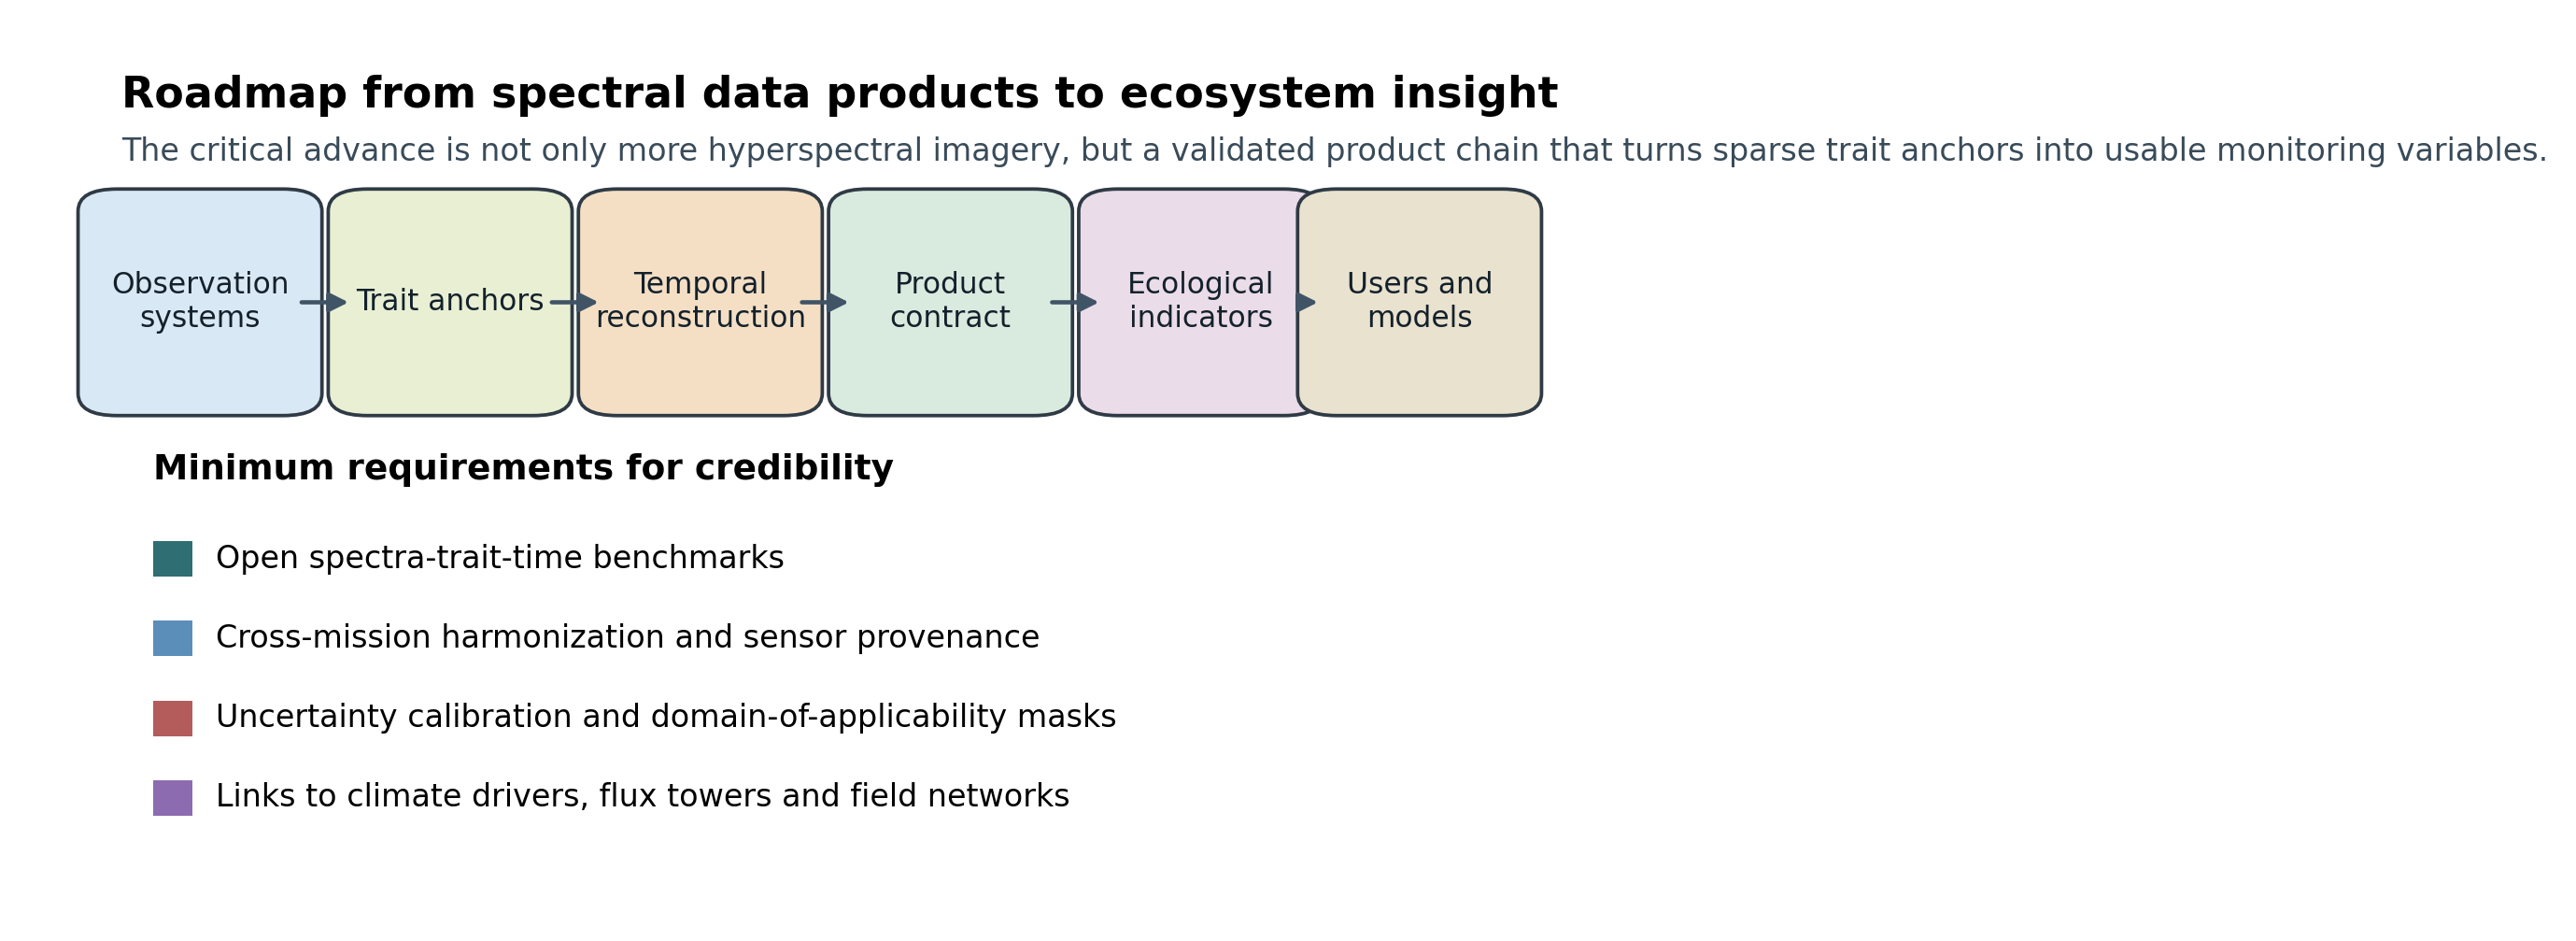 Roadmap from spectral data products to ecosystem insight
The critical advance is not only more hyperspectral imagery, but a validated product chain that turns sparse trait anchors into usable monitoring variables.
Observation
systems
Trait anchors
Temporal
reconstruction
Product
contract
Ecological
indicators
Users and
models
Minimum requirements for credibility
Open spectra-trait-time benchmarks
Cross-mission harmonization and sensor provenance
Uncertainty calibration and domain-of-applicability masks
Links to climate drivers, flux towers and field networks